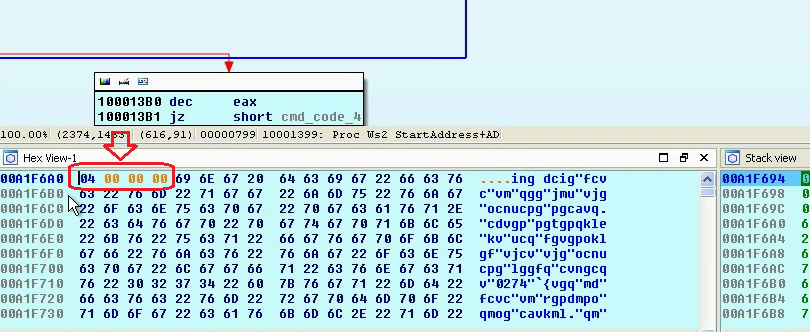 100013B0 dec eax
100013B1 jz short cmd_code_4
100.00% (2374,1483 (616,91) 00000799 10001399: Proc Ws2 StartAddress+AD
Hex View-1
Stack view
00A1F6A0 04 00 00 00 69 6E 67 20 64 63 69 67 22 66 63 76 ....ing dcig"fcv
00A1F6B0 63 22 76 6D 22 71 67 67 22 6A 6D 75 22 76 6A 67 c"vm"qgg"jmu"vjg
00A1F6C0 22 6F 63 6E 75 63 70 67 22 70 67 63 61 76 71 2E "ocnucpg"pgcavq.
00A1F6D0 22 63 64 76 67 70 22 70 67 74 67 70 71 6B 6C 65 "cdvgp"pgtgpqkle
00A1F6E0 22 6B 76 22 75 63 71 22 66 67 76 67 70 6F 6B 6C "kv"ucq"fgvgpokl
00A1F6F0 67 66 22 76 6A 63 76 22 76 6A 67 22 6F 63 6E 75 gf"vjcv"vjg"ocnu
00A1F700 63 70 67 22 6C 67 67 66 71 22 63 76 6E 67 63 71 cpg"lggfq"cvngcq
00A1F710 76 22 30 32 37 34 22 60 7B 76 67 71 22 6D 64 22 v"0274"`{vgq"md"
00A1F720 66 63 76 63 22 76 6D 22 72 67 70 64 6D 70 6F 22 fcvc"vm"rgpdmpo"
00A1F730 71 6D 6F 67 22 63 61 76 6B 6D 6C 2E 22 71 6D 22 qmog"cavkml."qm"
00A1F694
00A1F698
00A1F69C
00A1F6A0
00A1F6A4
00A1F6A8
00A1F6AC
00A1F6B0
00A1F6B4
00A1F6B8